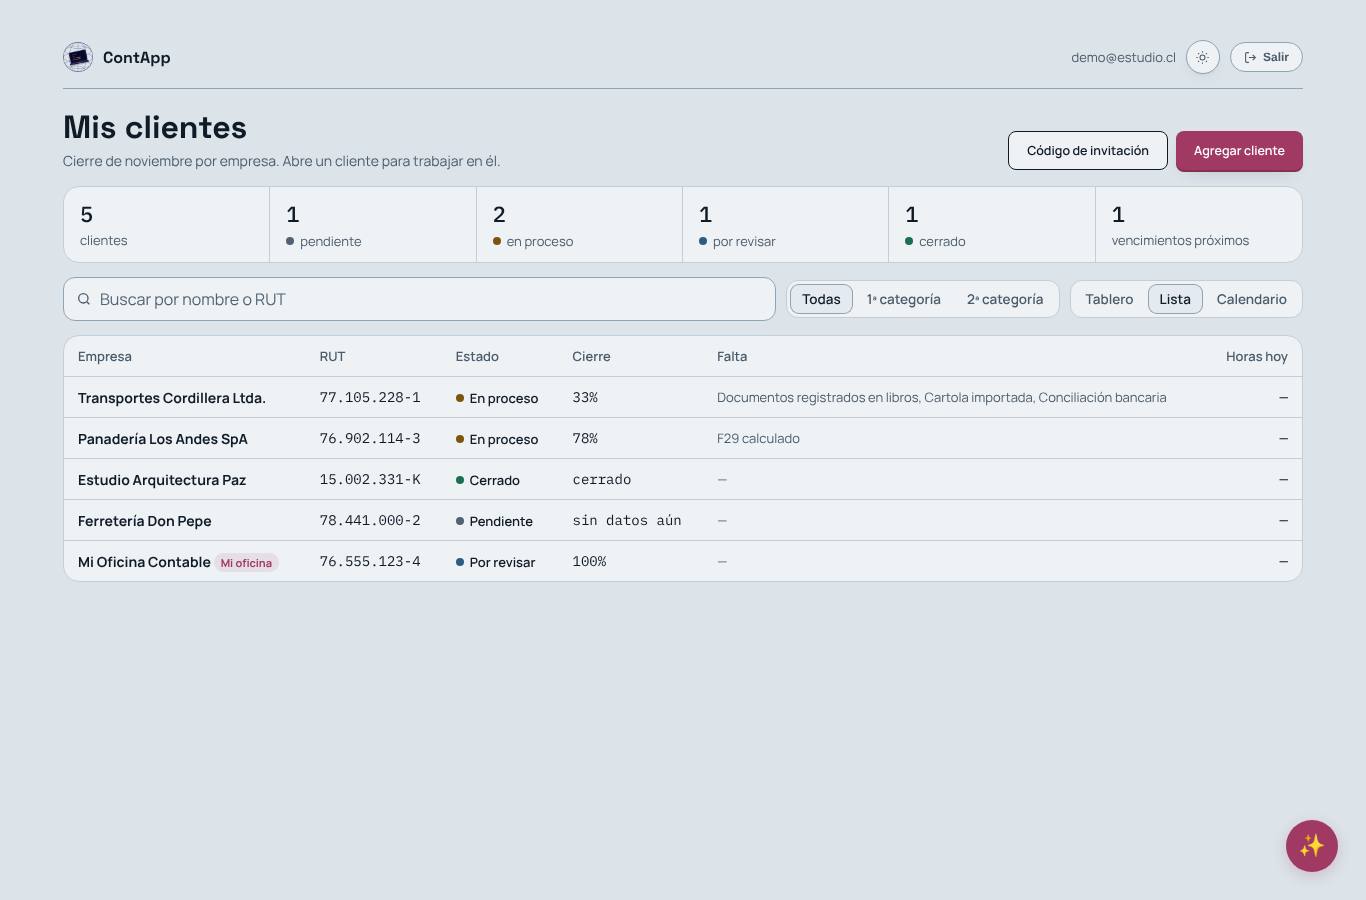 ContApp
demo@estudio.cl
Salir
Mis clientes
Cierre de noviembre por empresa. Abre un cliente para trabajar en él.
Código de invitación
Agregar cliente
5
clientes
1
pendiente
2
en proceso
1
por revisar
1
cerrado
1
vencimientos próximos
Buscar por nombre o RUT
Todas 1ª categoría 2ª categoría
Tablero Lista Calendario
Empresa RUT Estado Cierre Falta Horas hoy
Transportes Cordillera Ltda. 77.105.228-1 En proceso 33% Documentos registrados en libros, Cartola importada, Conciliación bancaria —
Panadería Los Andes SpA 76.902.114-3 En proceso 78% F29 calculado —
Estudio Arquitectura Paz 15.002.331-K Cerrado cerrado — —
Ferretería Don Pepe 78.441.000-2 Pendiente sin datos aún — —
Mi Oficina Contable Mi oficina 76.555.123-4 Por revisar 100% — —